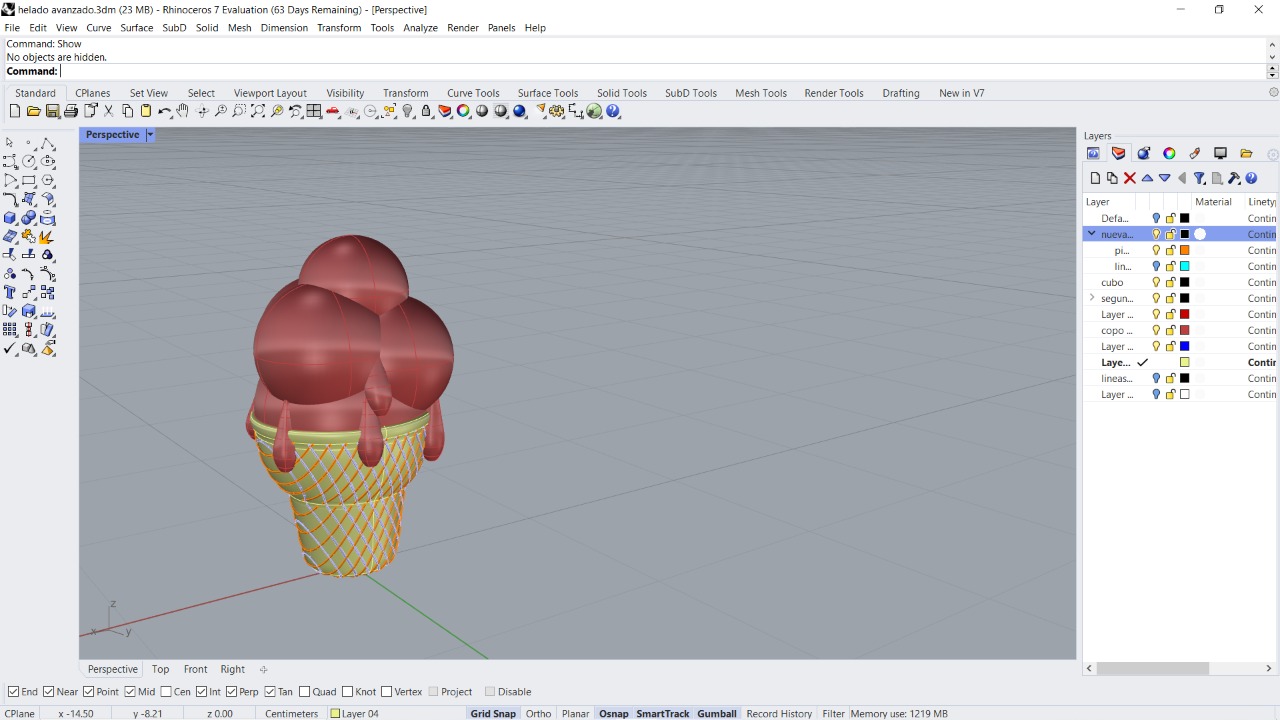 helado avanzado.3dm (23 MB) - Rhinoceros 7 Evaluation (63 Days Remaining) - [Perspective]
File Edit View Curve Surface SubD Solid Mesh Dimension Transform Tools Analyze Render Panels Help
Command: Show
No objects are hidden.
Command:
Standard CPlanes Set View Select Viewport Layout Visibility Transform Curve Tools Surface Tools Solid Tools SubD Tools Mesh Tools Render Tools Drafting New in V7
Perspective
Layers
Layer Material Linety
Defa... Contin
nueva... Contin
pi... Contin
lin... Contin
cubo Contin
segun... Contin
Layer ... Contin
copo ... Contin
Layer ... Contin
Laye... Contin
lineas... Contin
Layer ... Contin
z
x y
Perspective Top Front Right
End Near Point Mid Cen Int Perp Tan Quad Knot Vertex Project Disable
CPlane x -14.50 y -8.21 z 0.00 Centimeters Layer 04 Grid Snap Ortho Planar Osnap SmartTrack Gumball Record History Filter Memory use: 1219 MB